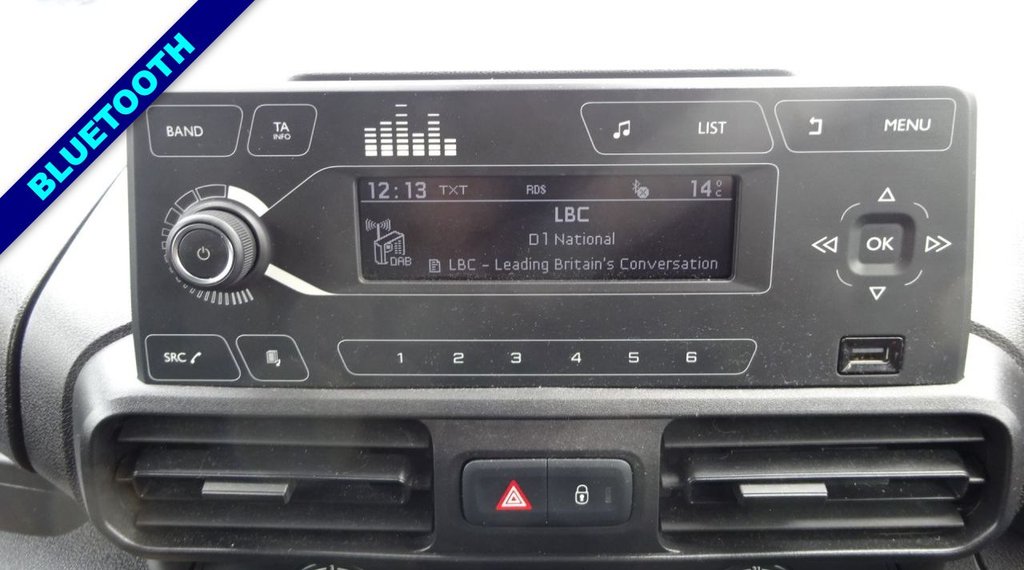 BLUETOOTH
BAND
TA
INFO
LIST
MENU
12:13 TXT RDS 14°C
LBC
D1 National
DAB
LBC - Leading Britain's Conversation
OK
SRC
1 2 3 4 5 6